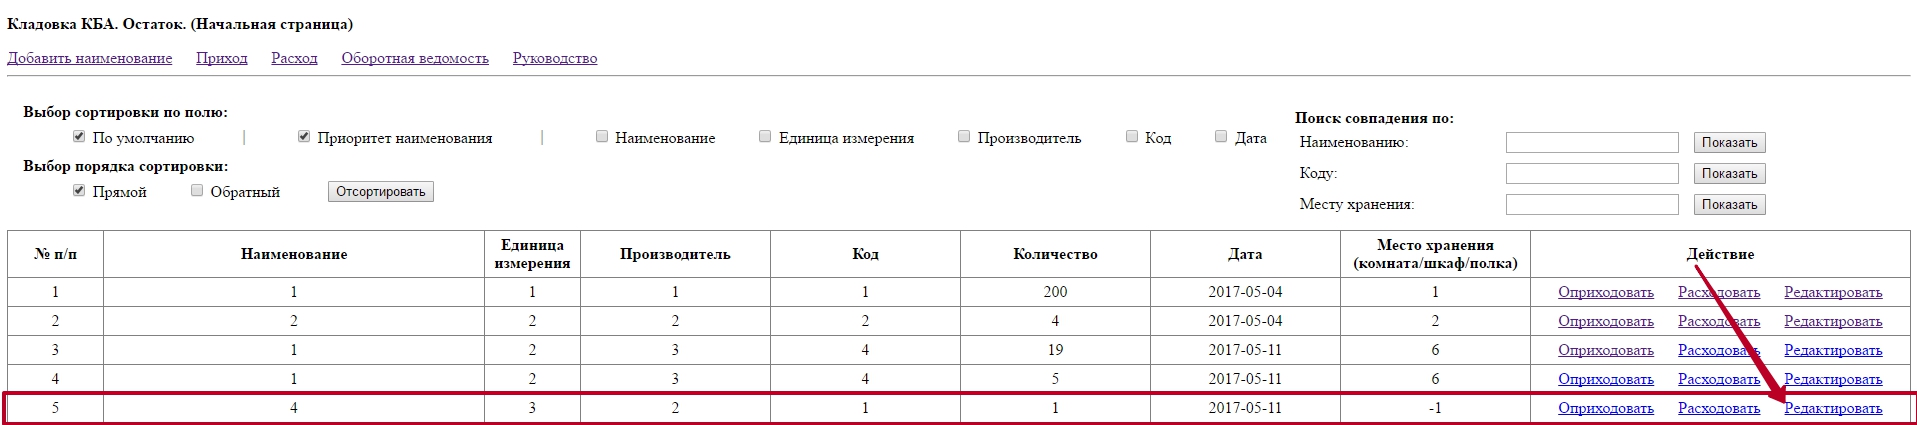 Кладовка КБА. Остаток. (Начальная страница)
Добавить наименование Приход Расход Оборотная ведомость Руководство
Выбор сортировки по полю:
По умолчанию | Приоритет наименования | Наименование Единица измерения Производитель Код Дата
Выбор порядка сортировки:
Прямой Обратный Отсортировать
Поиск совпадения по:
Наименованию: Показать
Коду: Показать
Месту хранения: Показать
№ п/п Наименование Единица измерения Производитель Код Количество Дата Место хранения (комната/шкаф/полка) Действие
1 1 1 1 1 200 2017-05-04 1 Оприходовать Расходовать Редактировать
2 2 2 2 2 4 2017-05-04 2 Оприходовать Расходовать Редактировать
3 1 2 3 4 19 2017-05-11 6 Оприходовать Расходовать Редактировать
4 1 2 3 4 5 2017-05-11 6 Оприходовать Расходовать Редактировать
5 4 3 2 1 1 2017-05-11 -1 Оприходовать Расходовать Редактировать